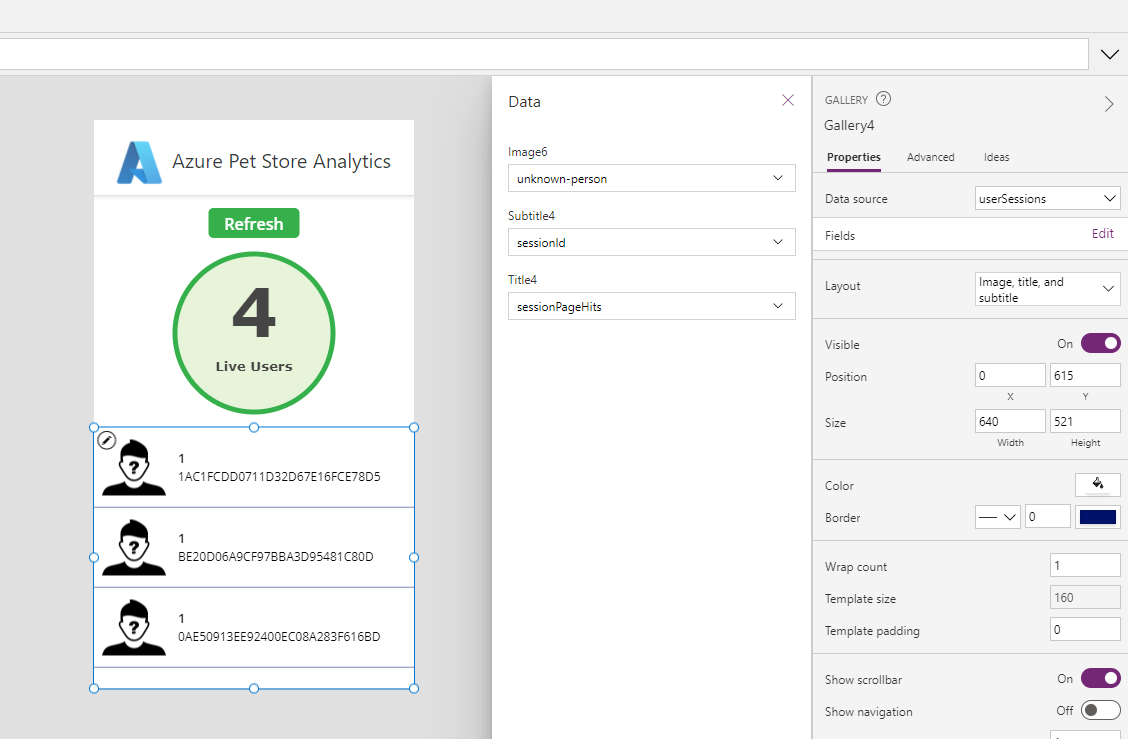 Azure Pet Store Analytics
Refresh
4
Live Users
?
1
1AC1FCDD0711D32D67E16FCE78D5
?
1
BE20D06A9CF97BBA3D95481C80D
?
1
0AE50913EE92400EC08A283F616BD
Data
Image6
unknown-person
Subtitle4
sessionId
Title4
sessionPageHits
GALLERY ?
Gallery4
Properties Advanced Ideas
Data source userSessions
Fields Edit
Layout Image, title, and
subtitle
Visible On
Position 0 615
X Y
Size 640 521
Width Height
Color
Border 0
Wrap count 1
Template size 160
Template padding 0
Show scrollbar On
Show navigation Off